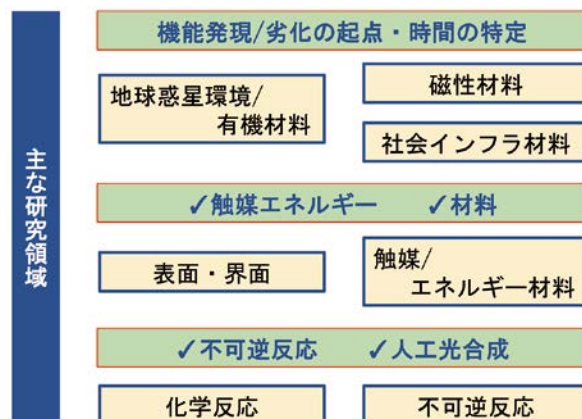 主な研究領域
機能発現/劣化の起点・時間の特定
地球惑星環境/
有機材料
磁性材料
社会インフラ材料
✓触媒エネルギー ✓材料
表面・界面
触媒/
エネルギー材料
✓不可逆反応 ✓人工光合成
化学反応
不可逆反応